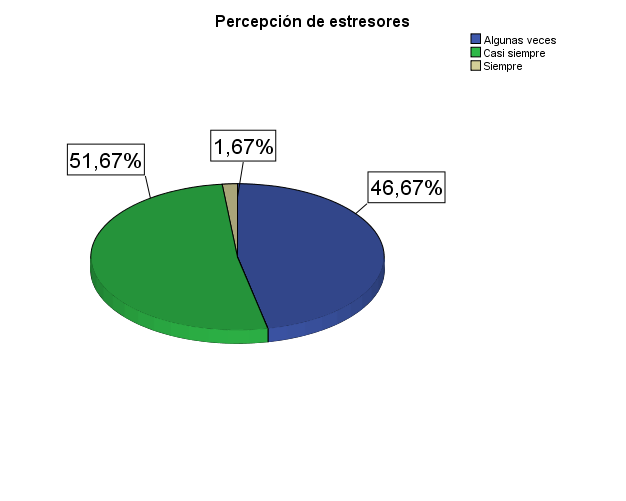 Percepción de estresores
Algunas veces
Casi siempre
Siempre
51,67%
1,67%
46,67%